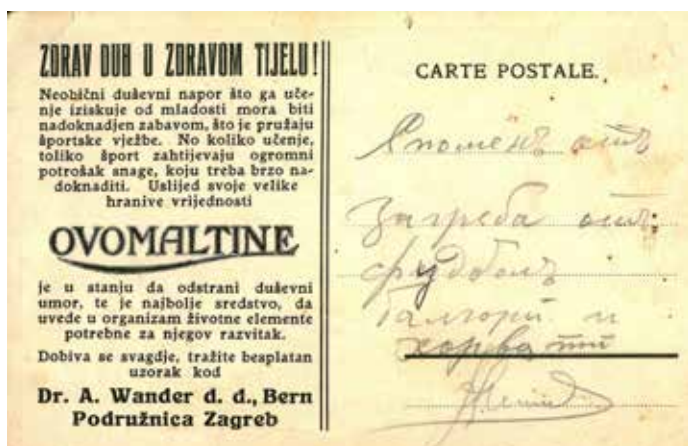 ZDRAV DUH U ZDRAVOM TIJELU!
Neobični duševni napor što ga uče-
nje iziskuje od mladosti mora biti
nadoknadjen zabavom, što je pružaju
športske vježbe. No koliko učenje,
toliko šport zahtijevaju ogromni
potrošak snage, koju treba brzo na-
doknaditi. Uslijed svoje velike
hranive vrijednosti
OVOMALTINE
je u stanju da odstrani duševni
umor, te je najbolje sredstvo, da
uvede u organizam životne elemente
potrebne za njegov razvitak.
Dobiva se svagdje, tražite besplatan
uzorak kod
Dr. A. Wander d. d., Bern
Podružnica Zagreb
CARTE POSTALE.
Споменъ отъ
Загреба отъ
фудболъ
и